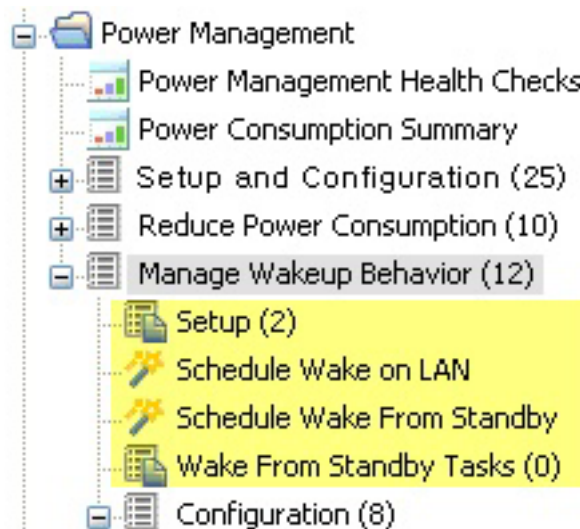 Power Management
Power Management Health Checks
Power Consumption Summary
Setup and Configuration (25)
Reduce Power Consumption (10)
Manage Wakeup Behavior (12)
Setup (2)
Schedule Wake on LAN
Schedule Wake From Standby
Wake From Standby Tasks (0)
Configuration (8)